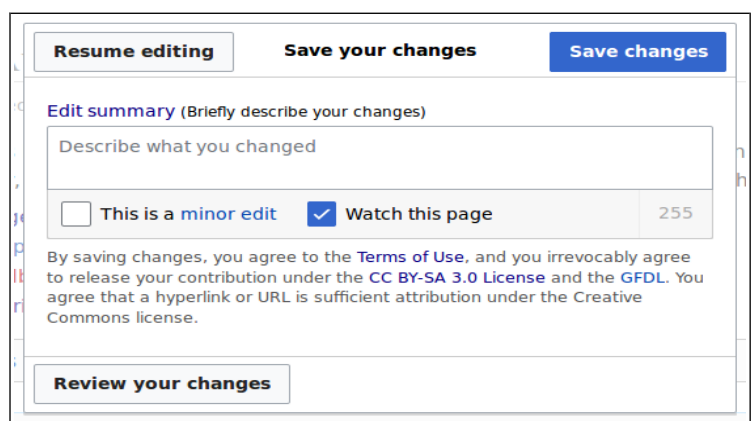 Resume editing Save your changes Save changes
Edit summary (Briefly describe your changes)
Describe what you changed
This is a minor edit Watch this page 255
By saving changes, you agree to the Terms of Use, and you irrevocably agree
to release your contribution under the CC BY-SA 3.0 License and the GFDL. You
agree that a hyperlink or URL is sufficient attribution under the Creative
Commons license.
Review your changes